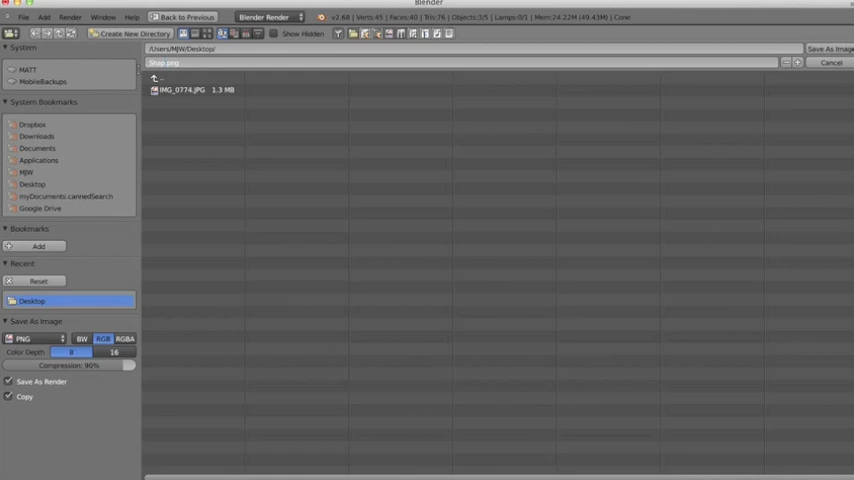 Blender
File Add Render Window Help Back to Previous Blender Render v2.68 | Verts:45 | Faces:40 | Tris:76 | Objects:3/5 | Lamps:0/1 | Mem:24.22M (49.43M) | Cone
Create New Directory Show Hidden
System
/Users/MJW/Desktop/ Save As Image
Snap.png Cancel
MATT
MobileBackups
..
IMG_0774.JPG 1.3 MB
System Bookmarks
Dropbox
Downloads
Documents
Applications
MJW
Desktop
myDocuments.cannedSearch
Google Drive
Bookmarks
Add
Recent
Reset
Desktop
Save As Image
PNG BW RGB RGBA
Color Depth 8 16
Compression: 90%
Save As Render
Copy